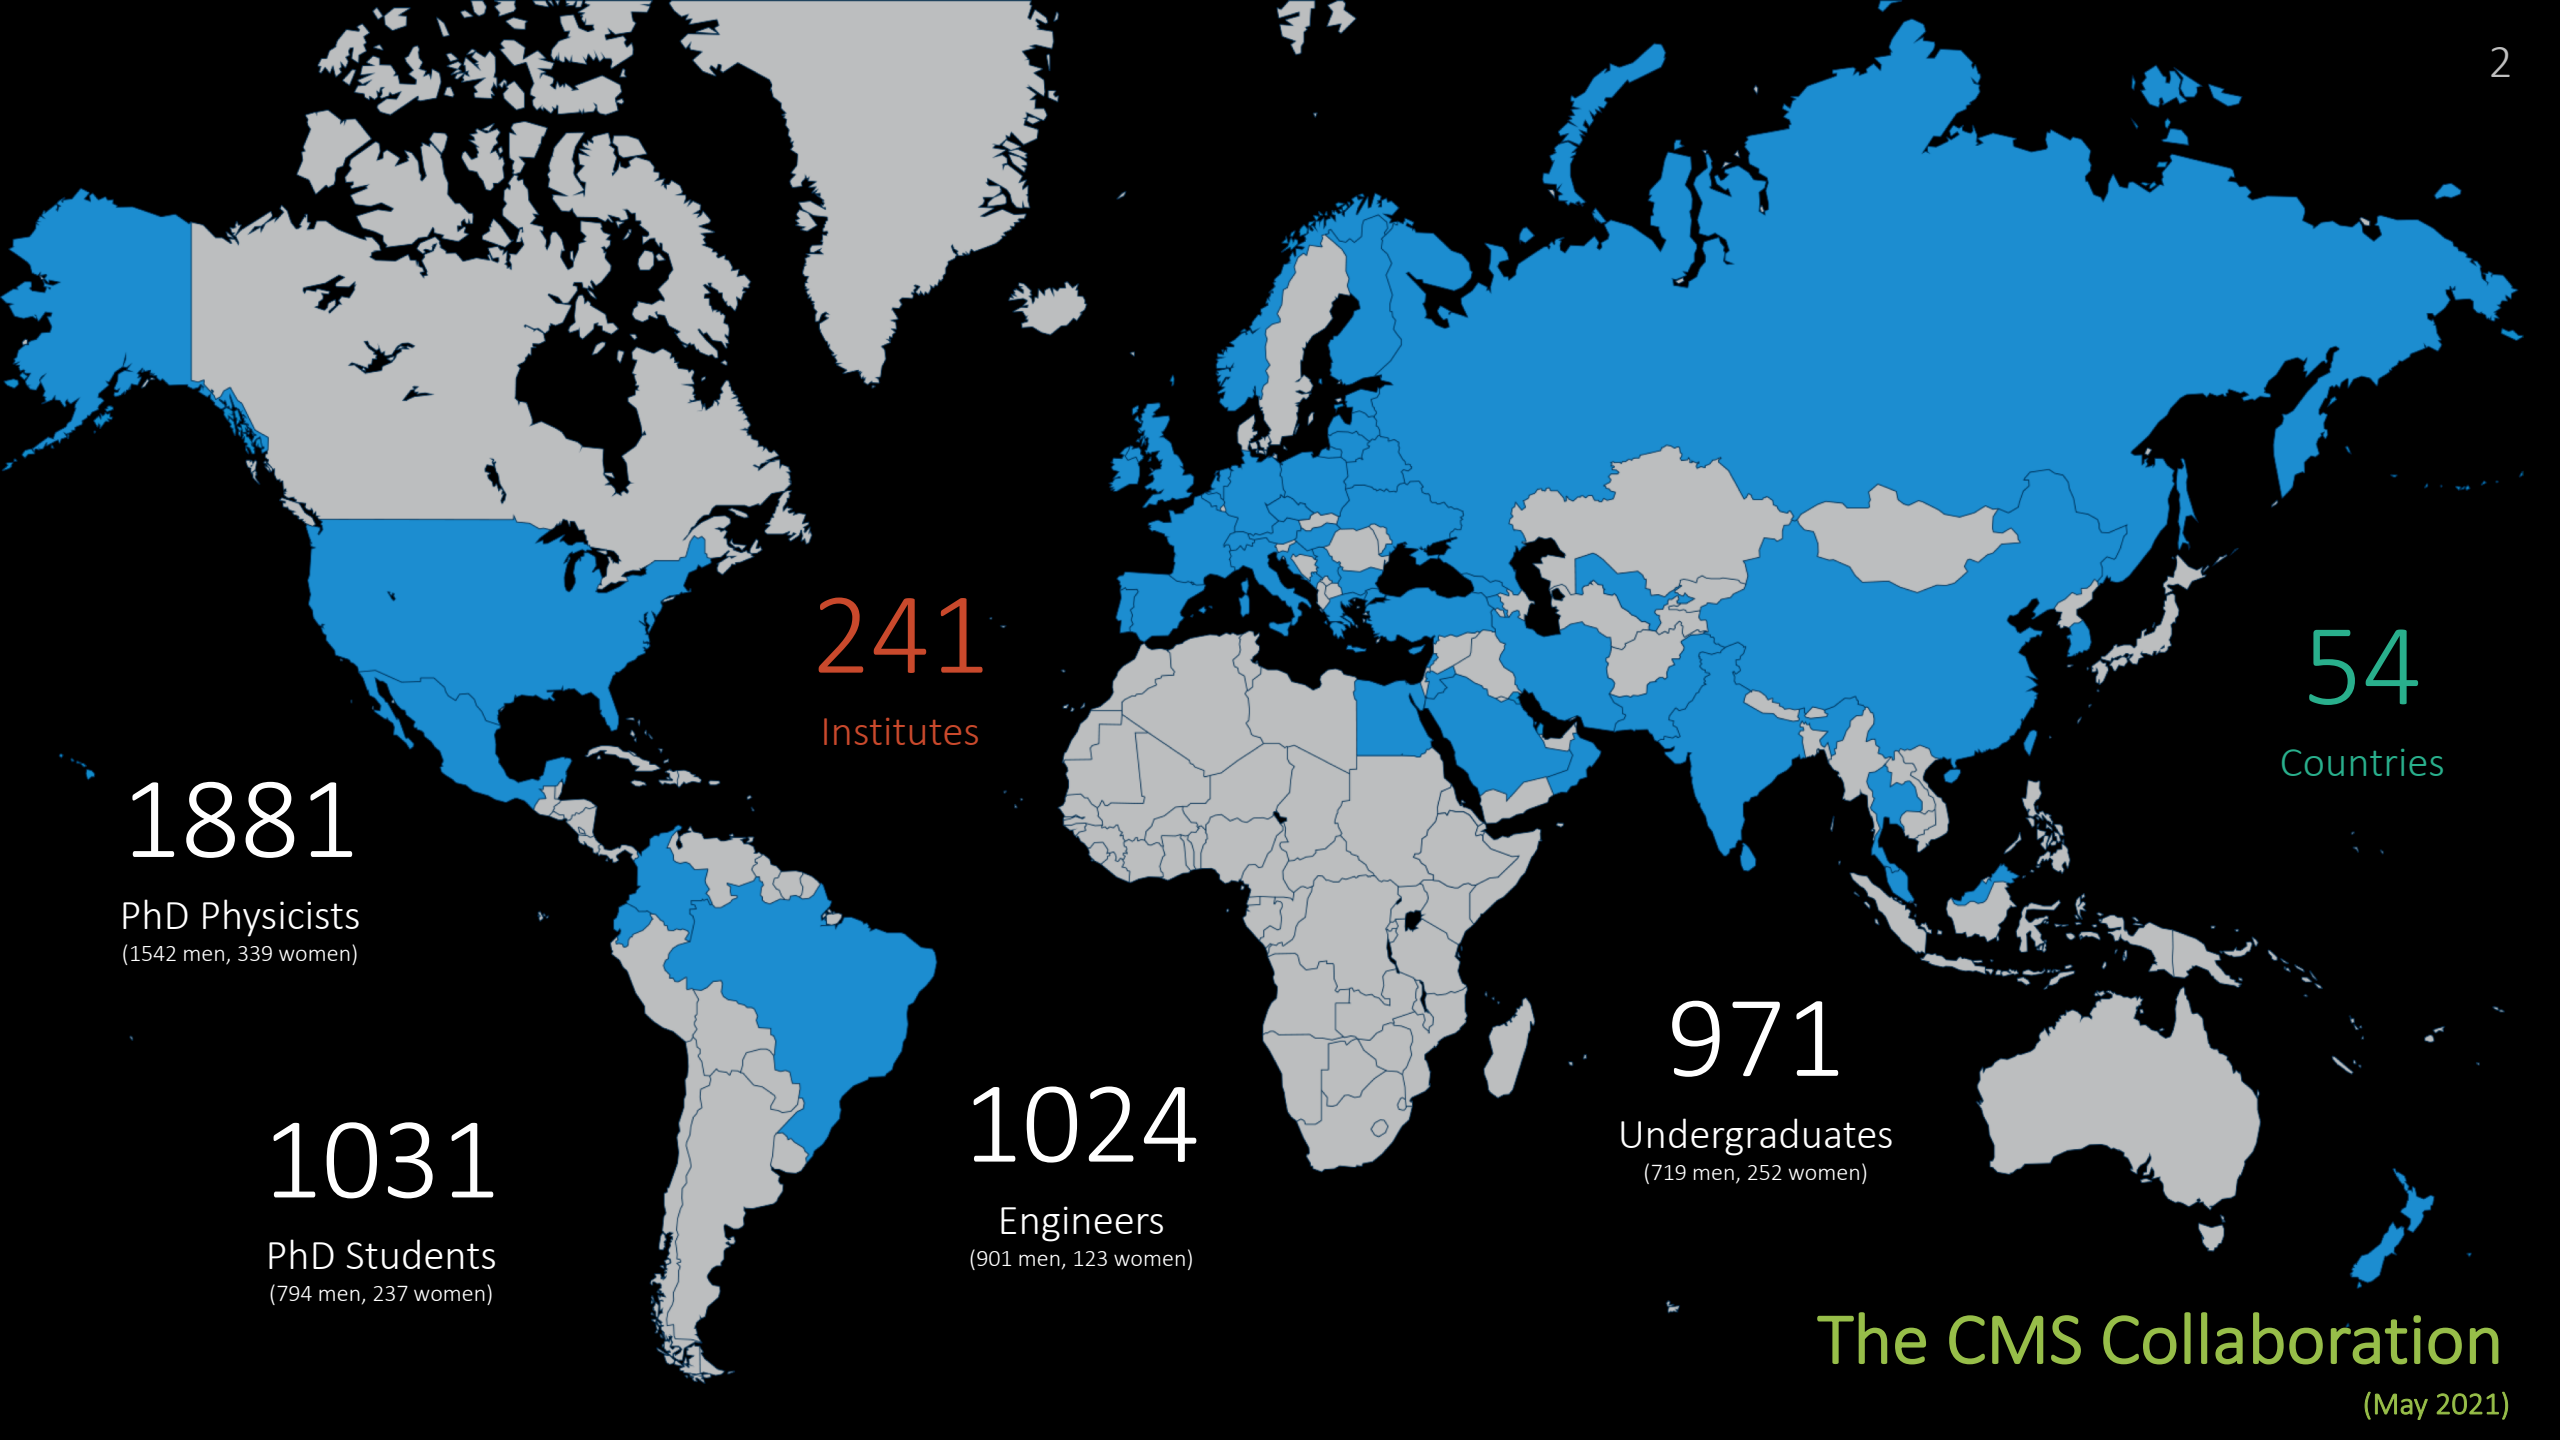 2
241
Institutes
54
Countries
1881
PhD Physicists
(1542 men, 339 women)
1031
PhD Students
(794 men, 237 women)
1024
Engineers
(901 men, 123 women)
971
Undergraduates
(719 men, 252 women)
The CMS Collaboration
(May 2021)